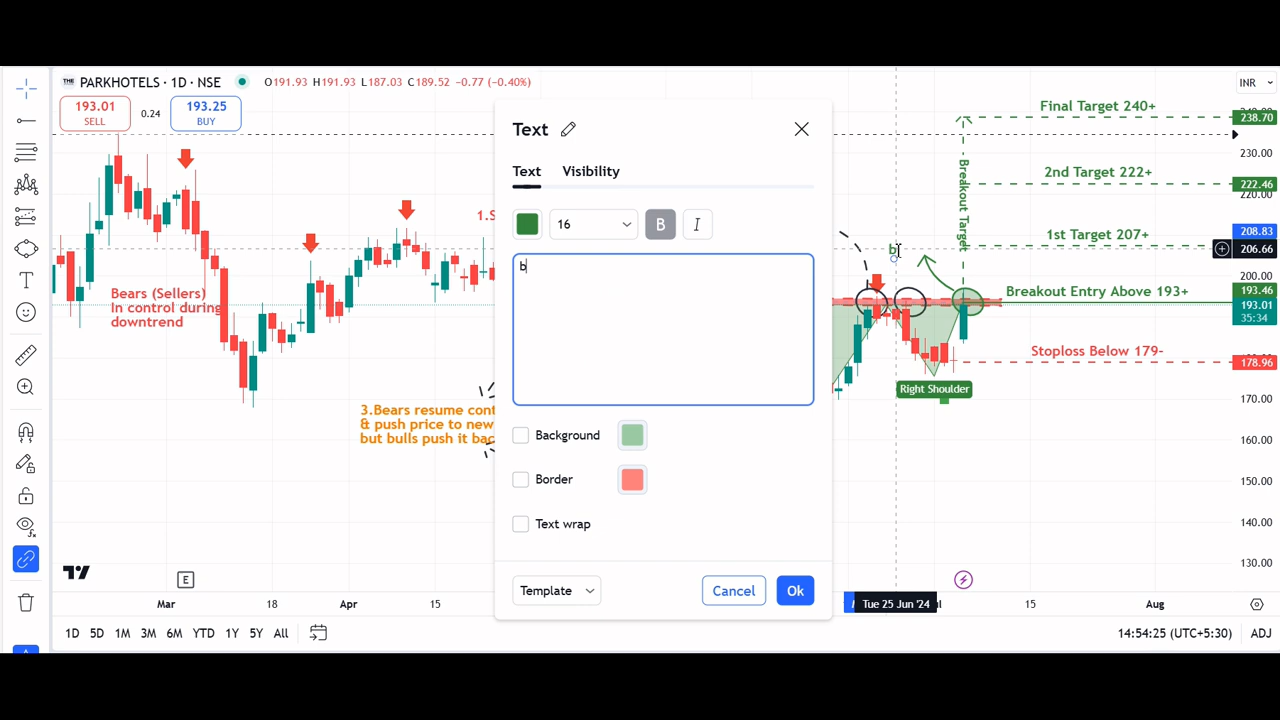 THE PARKHOTELS · 1D · NSE O191.93 H191.93 L187.03 C189.52 -0.77 (-0.40%)
INR
193.01
SELL
0.24
193.25
BUY
Text
Text Visibility
16
B I
b
Background
Border
Text wrap
Template
Cancel
Ok
1.S
Bears (Sellers)
In control during
downtrend
3.Bears resume cont
& push price to new
but bulls push it bac
b
Breakout Target
Final Target 240+
2nd Target 222+
1st Target 207+
Breakout Entry Above 193+
Stoploss Below 179-
Right Shoulder
238.70
230.00
222.46
220.00
208.83
206.66
200.00
193.46
193.01
35:34
178.96
170.00
160.00
150.00
140.00
130.00
E
Mar 18 Apr 15 Tue 25 Jun '24 15 Aug
1D 5D 1M 3M 6M YTD 1Y 5Y All
14:54:25 (UTC+5:30) ADJ